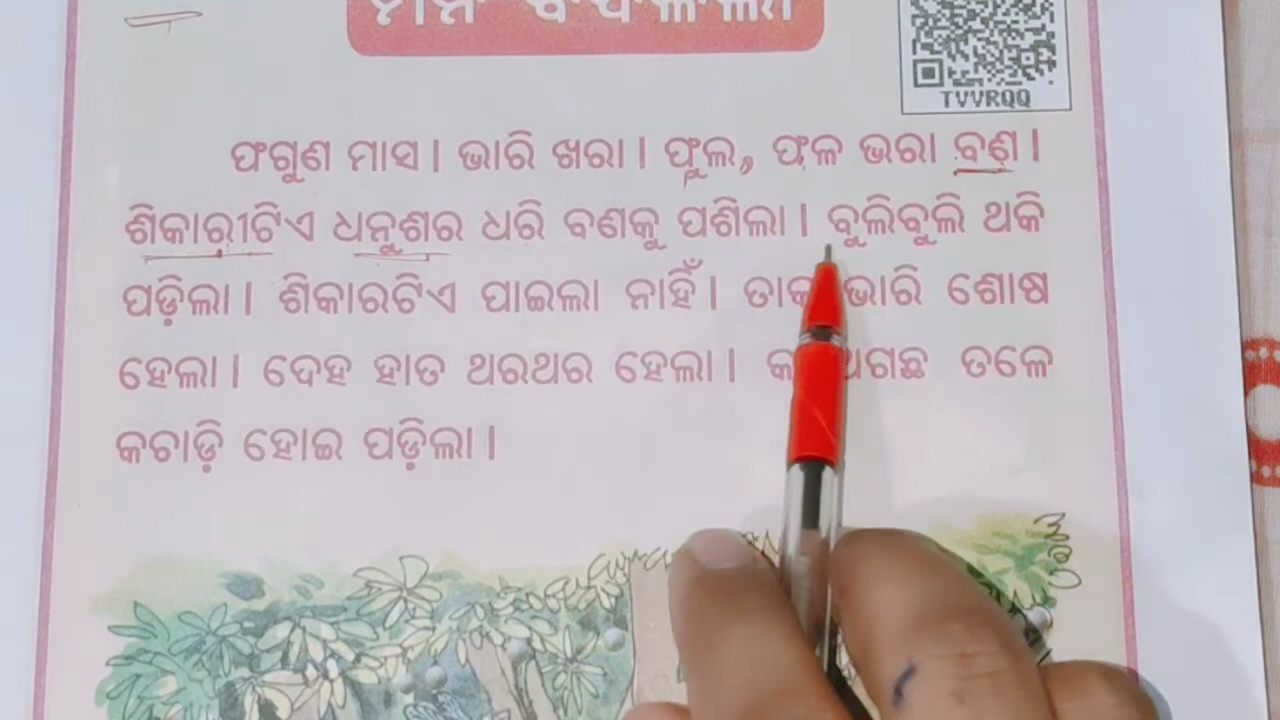 TVVRQQ
ଫଗୁଣ ମାସ। ଭାରି ଖରା। ଫୁଲ, ଫଳ ଭରା ବଣ।
ଶିକାରୀଟିଏ ଧନୁଶର ଧରି ବଣକୁ ପଶିଲା। ବୁଲିବୁଲି ଥକି
ପଡ଼ିଲା। ଶିକାରଟିଏ ପାଇଲା ନାହିଁ। ଭାରି ଶୋଷ
ହେଲା। ଦେହ ହାତ ଥରଥର ହେଲା। ତଳେ
କଚାଡ଼ି ହୋଇ ପଡ଼ିଲା।